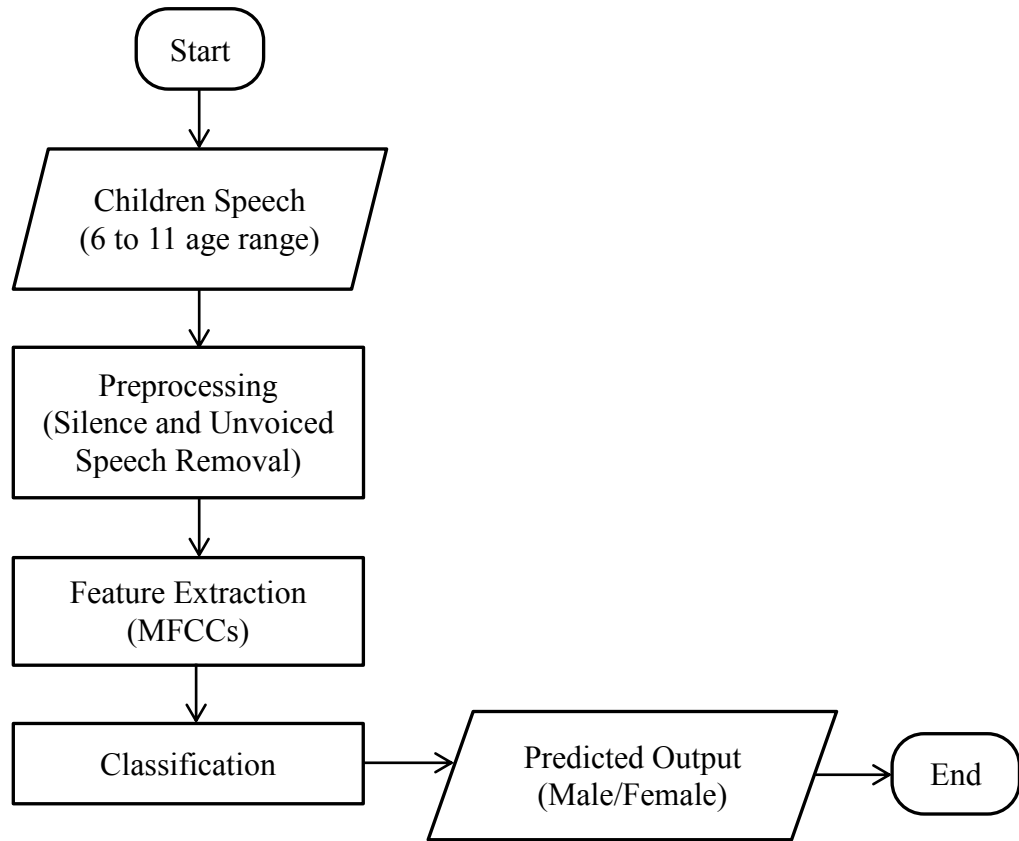 Start
Children Speech
(6 to 11 age range)
Preprocessing
(Silence and Unvoiced
Speech Removal)
Feature Extraction
(MFCCs)
Classification
Predicted Output
(Male/Female)
End